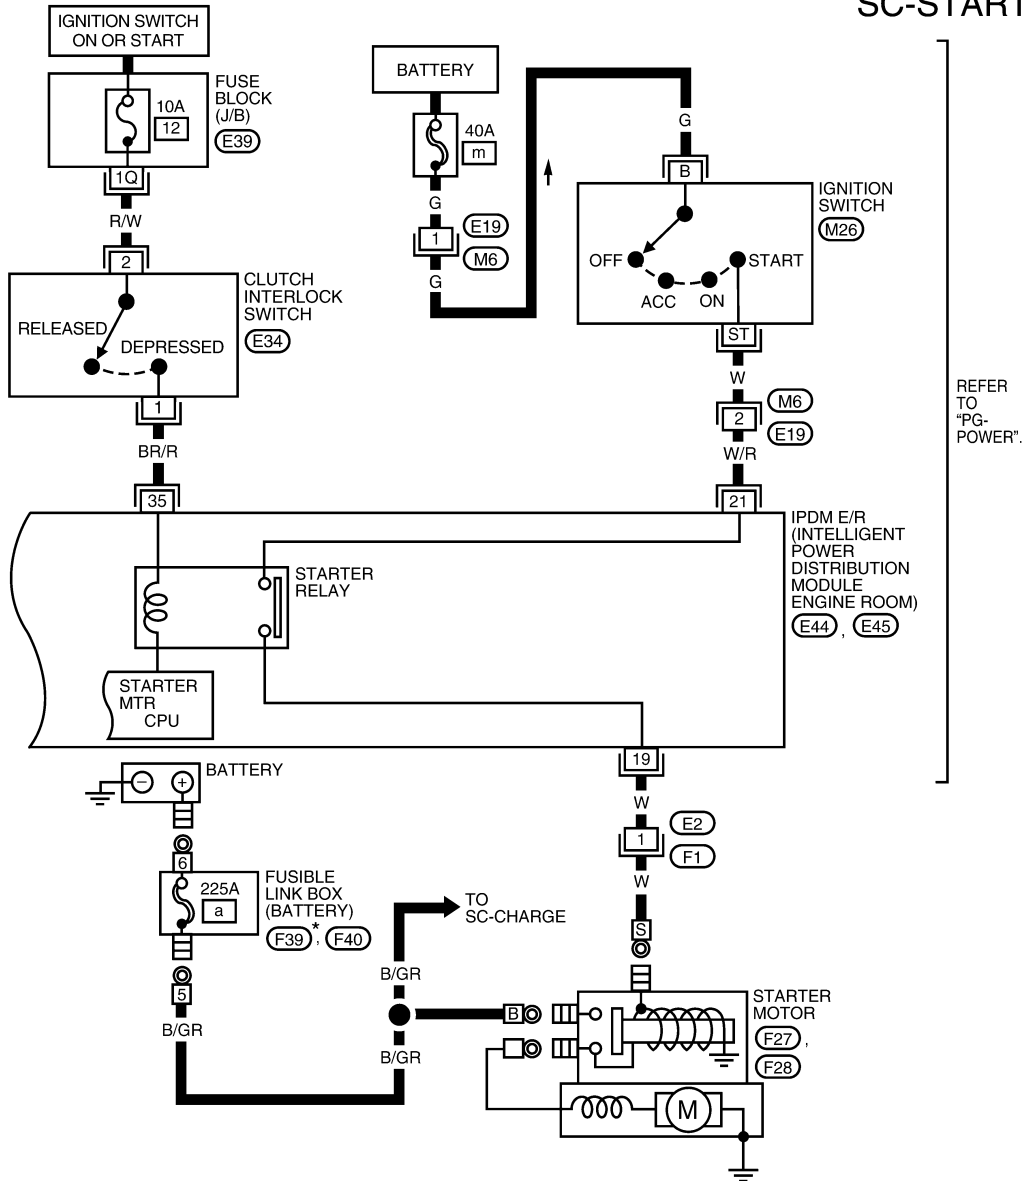 SC-START
IGNITION SWITCH
ON OR START
FUSE
BLOCK
(J/B)
10A
12
E39
1Q
R/W
2
CLUTCH
INTERLOCK
SWITCH
E34
RELEASED
DEPRESSED
1
BR/R
35
BATTERY
40A
m
G
1
E19
M6
G
G
B
IGNITION
SWITCH
M26
OFF
START
ACC
ON
ST
W
2
M6
E19
W/R
21
REFER
TO
“PG-
POWER”.
IPDM E/R
(INTELLIGENT
POWER
DISTRIBUTION
MODULE
ENGINE ROOM)
E44 , E45
STARTER
RELAY
STARTER
MTR
CPU
19
W
1
E2
F1
W
S
BATTERY
− +
6
225A
a
FUSIBLE
LINK BOX
(BATTERY)
F39 * , F40
5
B/GR
TO
SC-CHARGE
B/GR
B/GR
B
STARTER
MOTOR
F27 ,
F28
M